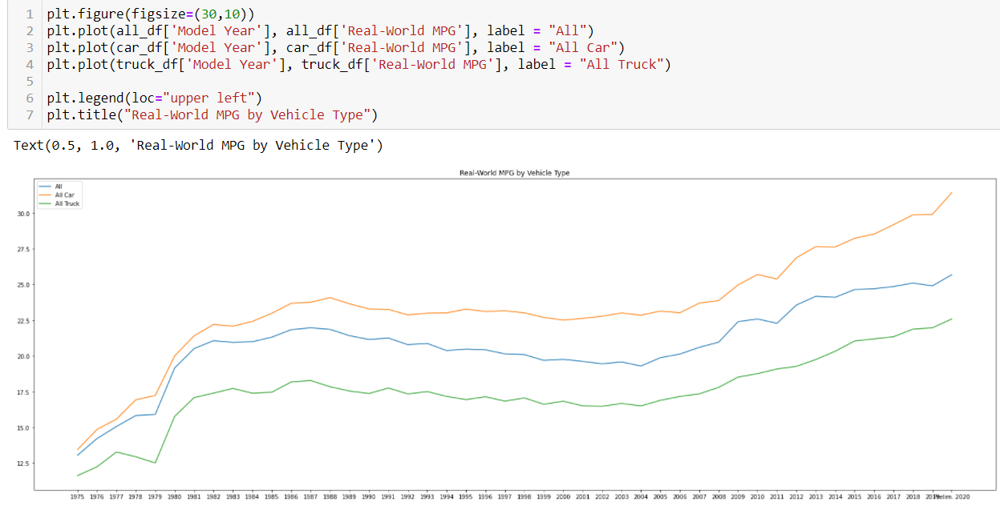 1 plt.figure(figsize=(30,10))
2 plt.plot(all_df['Model Year'], all_df['Real-World MPG'], label = "All")
3 plt.plot(car_df['Model Year'], car_df['Real-World MPG'], label = "All Car")
4 plt.plot(truck_df['Model Year'], truck_df['Real-World MPG'], label = "All Truck")
5
6 plt.legend(loc="upper left")
7 plt.title("Real-World MPG by Vehicle Type")
Text(0.5, 1.0, 'Real-World MPG by Vehicle Type')
Real-World MPG by Vehicle Type
All
All Car
All Truck
30.0
27.5
25.0
22.5
20.0
17.5
15.0
12.5
1975 1976 1977 1978 1979 1980 1981 1982 1983 1984 1985 1986 1987 1988 1989 1990 1991 1992 1993 1994 1995 1996 1997 1998 1999 2000 2001 2002 2003 2004 2005 2006 2007 2008 2009 2010 2011 2012 2013 2014 2015 2016 2017 2018 2019 Prelim. 2020